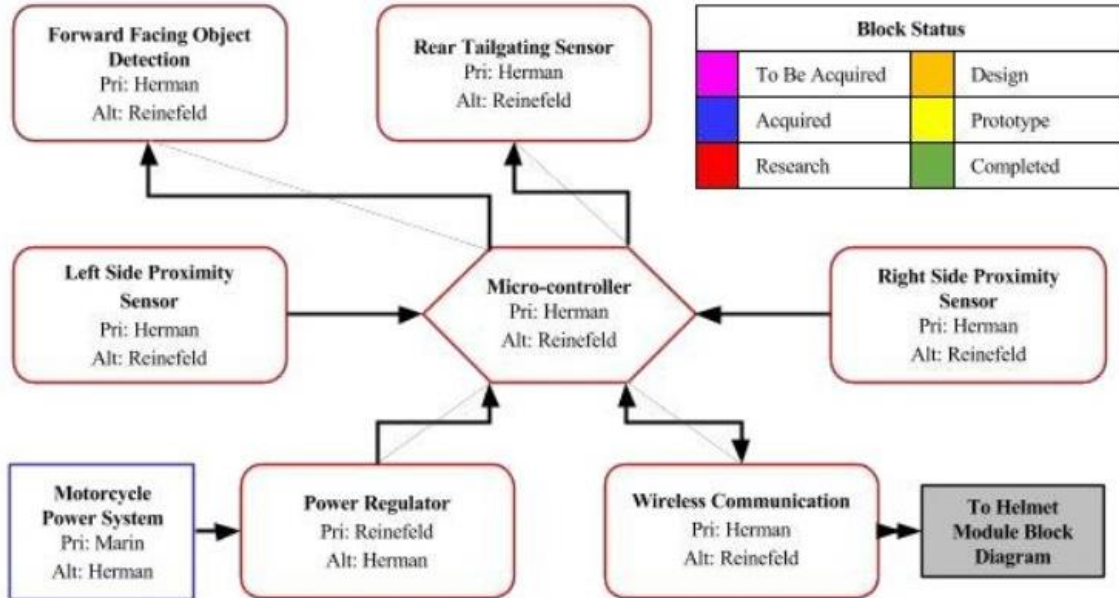 Forward Facing Object
Detection
Pri: Herman
Alt: Reinefeld
Rear Tailgating Sensor
Pri: Herman
Alt: Reinefeld
Block Status
To Be Acquired
Design
Acquired
Prototype
Research
Completed
Left Side Proximity
Sensor
Pri: Herman
Alt: Reinefeld
Micro-controller
Pri: Herman
Alt: Reinefeld
Right Side Proximity
Sensor
Pri: Herman
Alt: Reinefeld
Motorcycle
Power System
Pri: Marin
Alt: Herman
Power Regulator
Pri: Reinefeld
Alt: Herman
Wireless Communication
Pri: Herman
Alt: Reinefeld
To Helmet
Module Block
Diagram